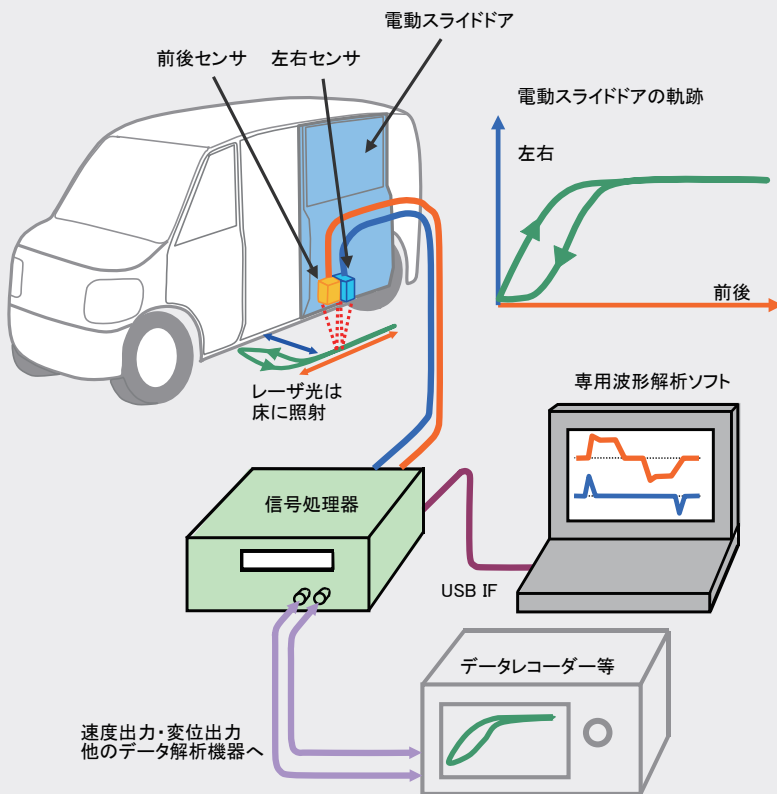 電動スライドドア
前後センサ
左右センサ
電動スライドドアの軌跡
左右
前後
レーザ光は
床に照射
専用波形解析ソフト
信号処理器
USB IF
データレコーダー等
速度出力・変位出力
他のデータ解析機器へ